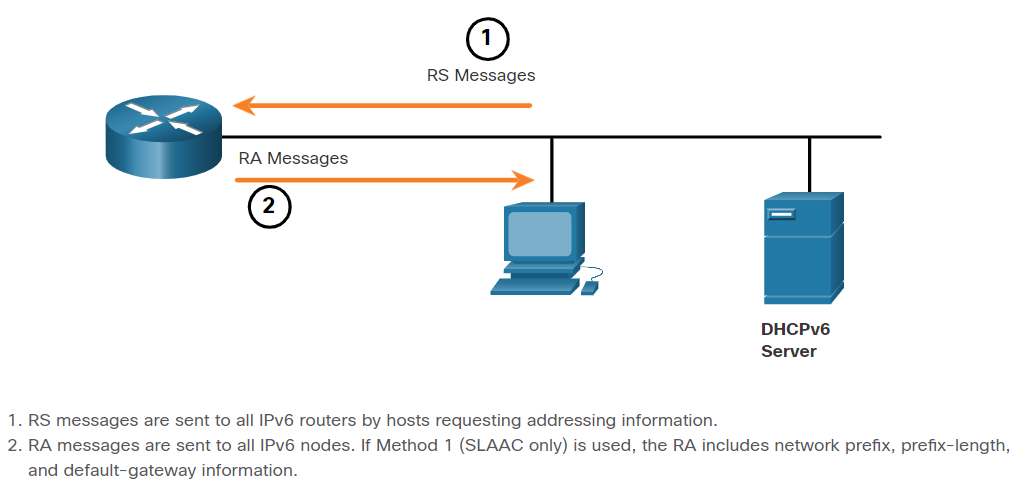 1
RS Messages
RA Messages
2
DHCPv6
Server
1. RS messages are sent to all IPv6 routers by hosts requesting addressing information.
2. RA messages are sent to all IPv6 nodes. If Method 1 (SLAAC only) is used, the RA includes network prefix, prefix-length,
and default-gateway information.